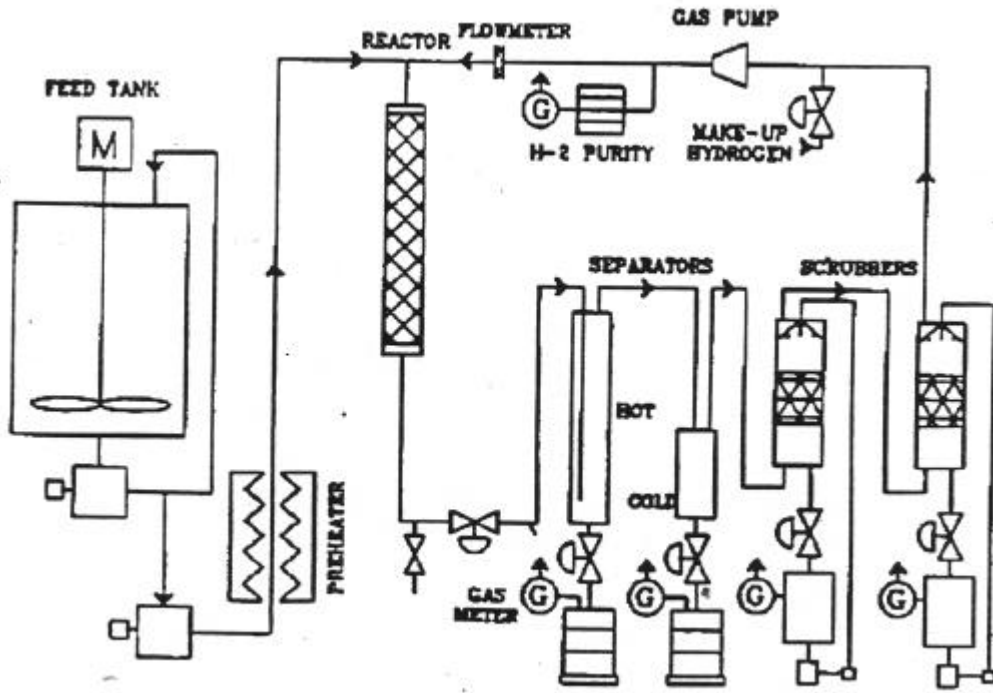 GAS PUMP
REACTOR
FLOWMETER
FEED TANK
M
G
H-2 PURITY
MAKE-UP
HYDROGEN
SEPARATORS
SCRUBBERS
HOT
COLD
PREHEATER
GAS
METER
G
G
G
G